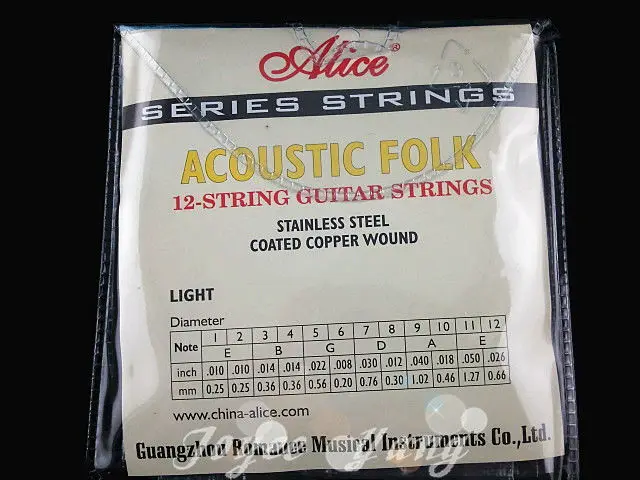 Alice®
SERIES STRINGS
ACOUSTIC FOLK
12-STRING GUITAR STRINGS
STAINLESS STEEL
COATED COPPER WOUND
LIGHT
Diameter
Note 1 2 3 4 5 6 7 8 9 10 11 12
E B G D A E
inch .010 .010 .014 .014 .022 .008 .030 .012 .040 .018 .050 .026
mm 0.25 0.25 0.36 0.36 0.56 0.20 0.76 0.30 1.02 0.46 1.27 0.66
www.china-alice.com
Guangzhou Romance Musical Instruments Co.,Ltd.
Joyce Yung